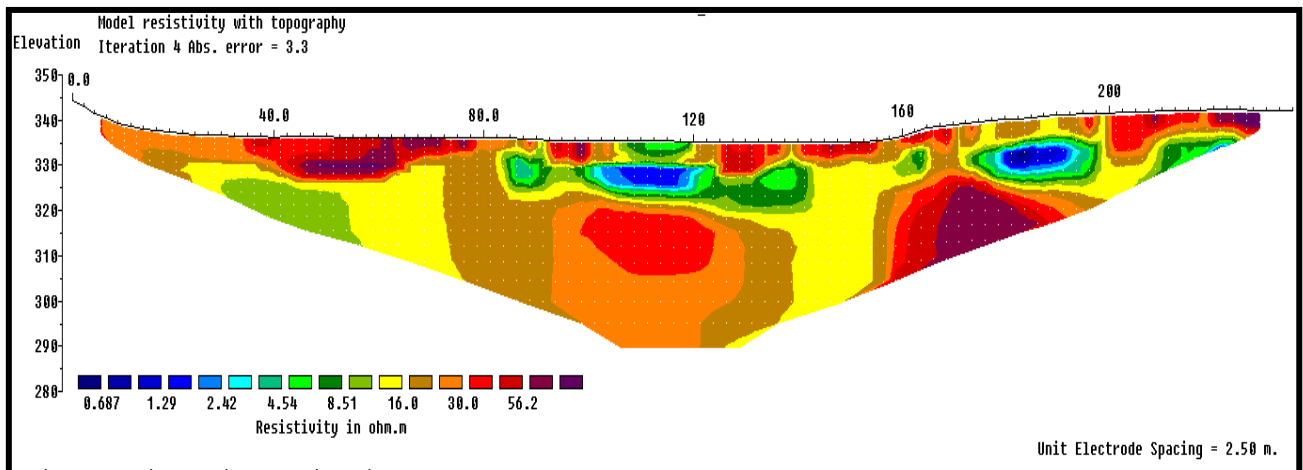 Model resistivity with topography
Elevation Iteration 4 Abs. error = 3.3
350 0.0
200
340 40.0 80.0 120 160
330
320
310
300
290
280
0.687 1.29 2.42 4.54 8.51 16.0 30.0 56.2
Resistivity in ohm.m
Unit Electrode Spacing = 2.50 m.